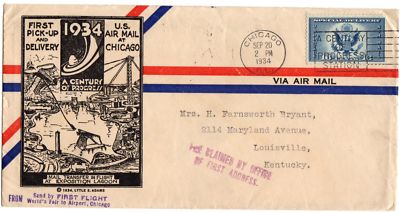 FIRST
PICK-UP
AND
DELIVERY
1934
U.S.
AIR MAIL
AT
CHICAGO
A CENTURY
OF PROGRESS
MAIL TRANSFER IN FLIGHT
AT EXPOSITION LAGOON
© 1934, LYTLE S. ADAMS
FROM
Send by FIRST FLIGHT
World's Fair to Airport, Chicago
CHICAGO
SEP 20
2 PM
1934
SPECIAL DELIVERY
A CENTURY
OF
PROGRESS
STATION
VIA AIR MAIL
Mrs. H. Farnsworth Bryant,
2114 Maryland Avenue,
Louisville,
Kentucky.
CLAIMED BY OFFICE
OF FIRST ADDRESS.